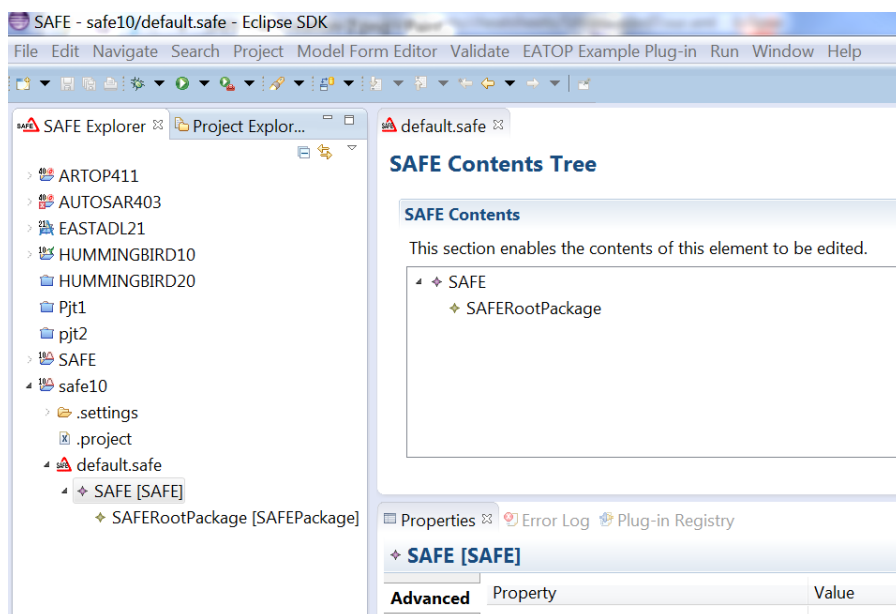 SAFE - safe10/default.safe - Eclipse SDK
File Edit Navigate Search Project Model Form Editor Validate EATOP Example Plug-in Run Window Help
SAFE Explorer Project Explor...
default.safe
SAFE Contents Tree
ARTOP411
AUTOSAR403
EASTADL21
HUMMINGBIRD10
HUMMINGBIRD20
Pjt1
pjt2
SAFE
safe10
.settings
.project
default.safe
SAFE [SAFE]
SAFERootPackage [SAFEPackage]
SAFE Contents
This section enables the contents of this element to be edited.
SAFE
SAFERootPackage
Properties Error Log Plug-in Registry
SAFE [SAFE]
Advanced Property Value